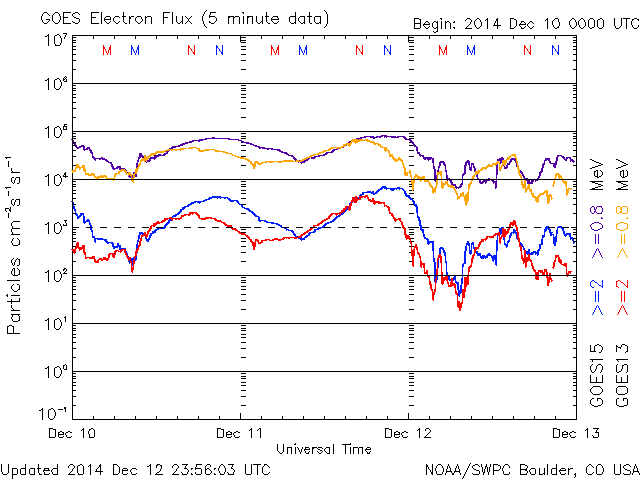 GOES Electron Flux (5 minute data)
Begin: 2014 Dec 10 0000 UTC
10⁷
M M N N M M N N M M N N
10⁶
10⁵
10⁴
10³
10²
10¹
10⁰
10⁻¹
Particles cm⁻²s⁻¹sr⁻¹
Dec 10 Dec 11 Dec 12 Dec 13
Universal Time
GOES15 >=2 >=0.8 MeV
GOES13 >=2 >=0.8 MeV
Updated 2014 Dec 12 23:56:03 UTC
NOAA/SWPC Boulder, CO USA